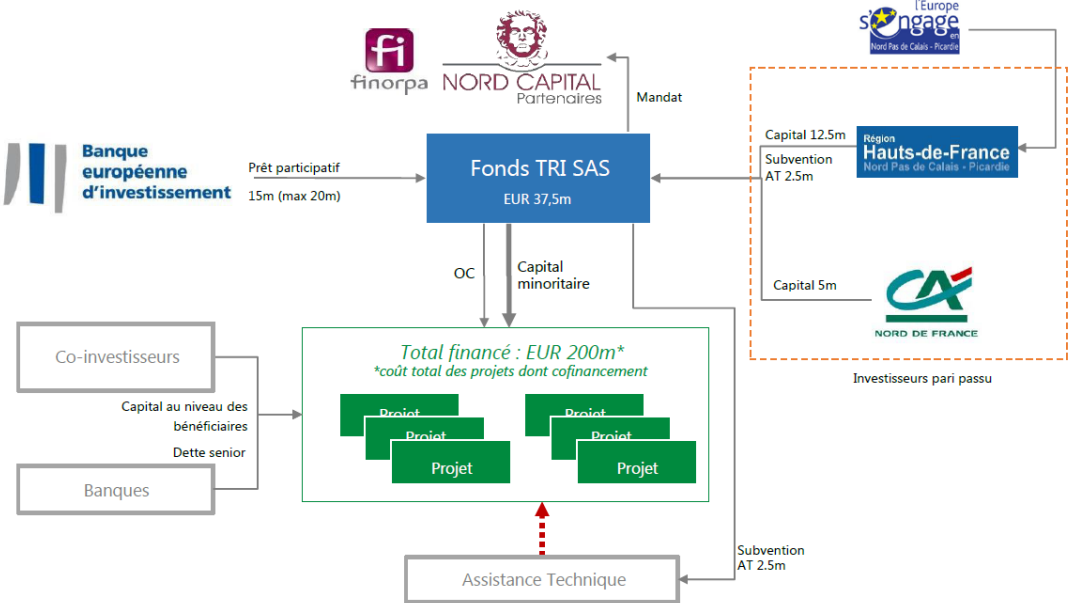 l'Europe
s'engage
en
Nord Pas de Calais - Picardie
fi
finorpa
NORD CAPITAL
Partenaires
Mandat
Banque
européenne
d'investissement
Prêt participatif
15m (max 20m)
Fonds TRI SAS
EUR 37,5m
Capital 12.5m
Subvention
AT 2.5m
Région
Hauts-de-France
Nord Pas de Calais - Picardie
OC
Capital
minoritaire
Capital 5m
CA
NORD DE FRANCE
Investisseurs pari passu
Co-investisseurs
Capital au niveau des
bénéficiaires
Dette senior
Banques
Total financé : EUR 200m*
*coût total des projets dont cofinancement
Projet
Projet
Projet
Projet
Projet
Projet
Subvention
AT 2.5m
Assistance Technique